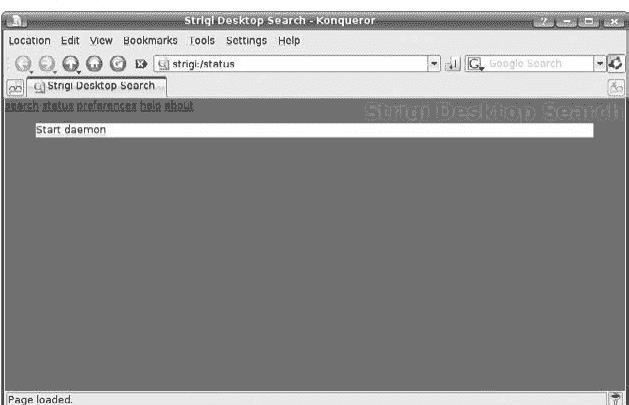 Strigi Desktop Search - Konqueror
Location Edit View Bookmarks Tools Settings Help
strigi:/status
Google Search
Strigi Desktop Search
search status preferences help about
Strigi Desktop Search
Start daemon
Page loaded.